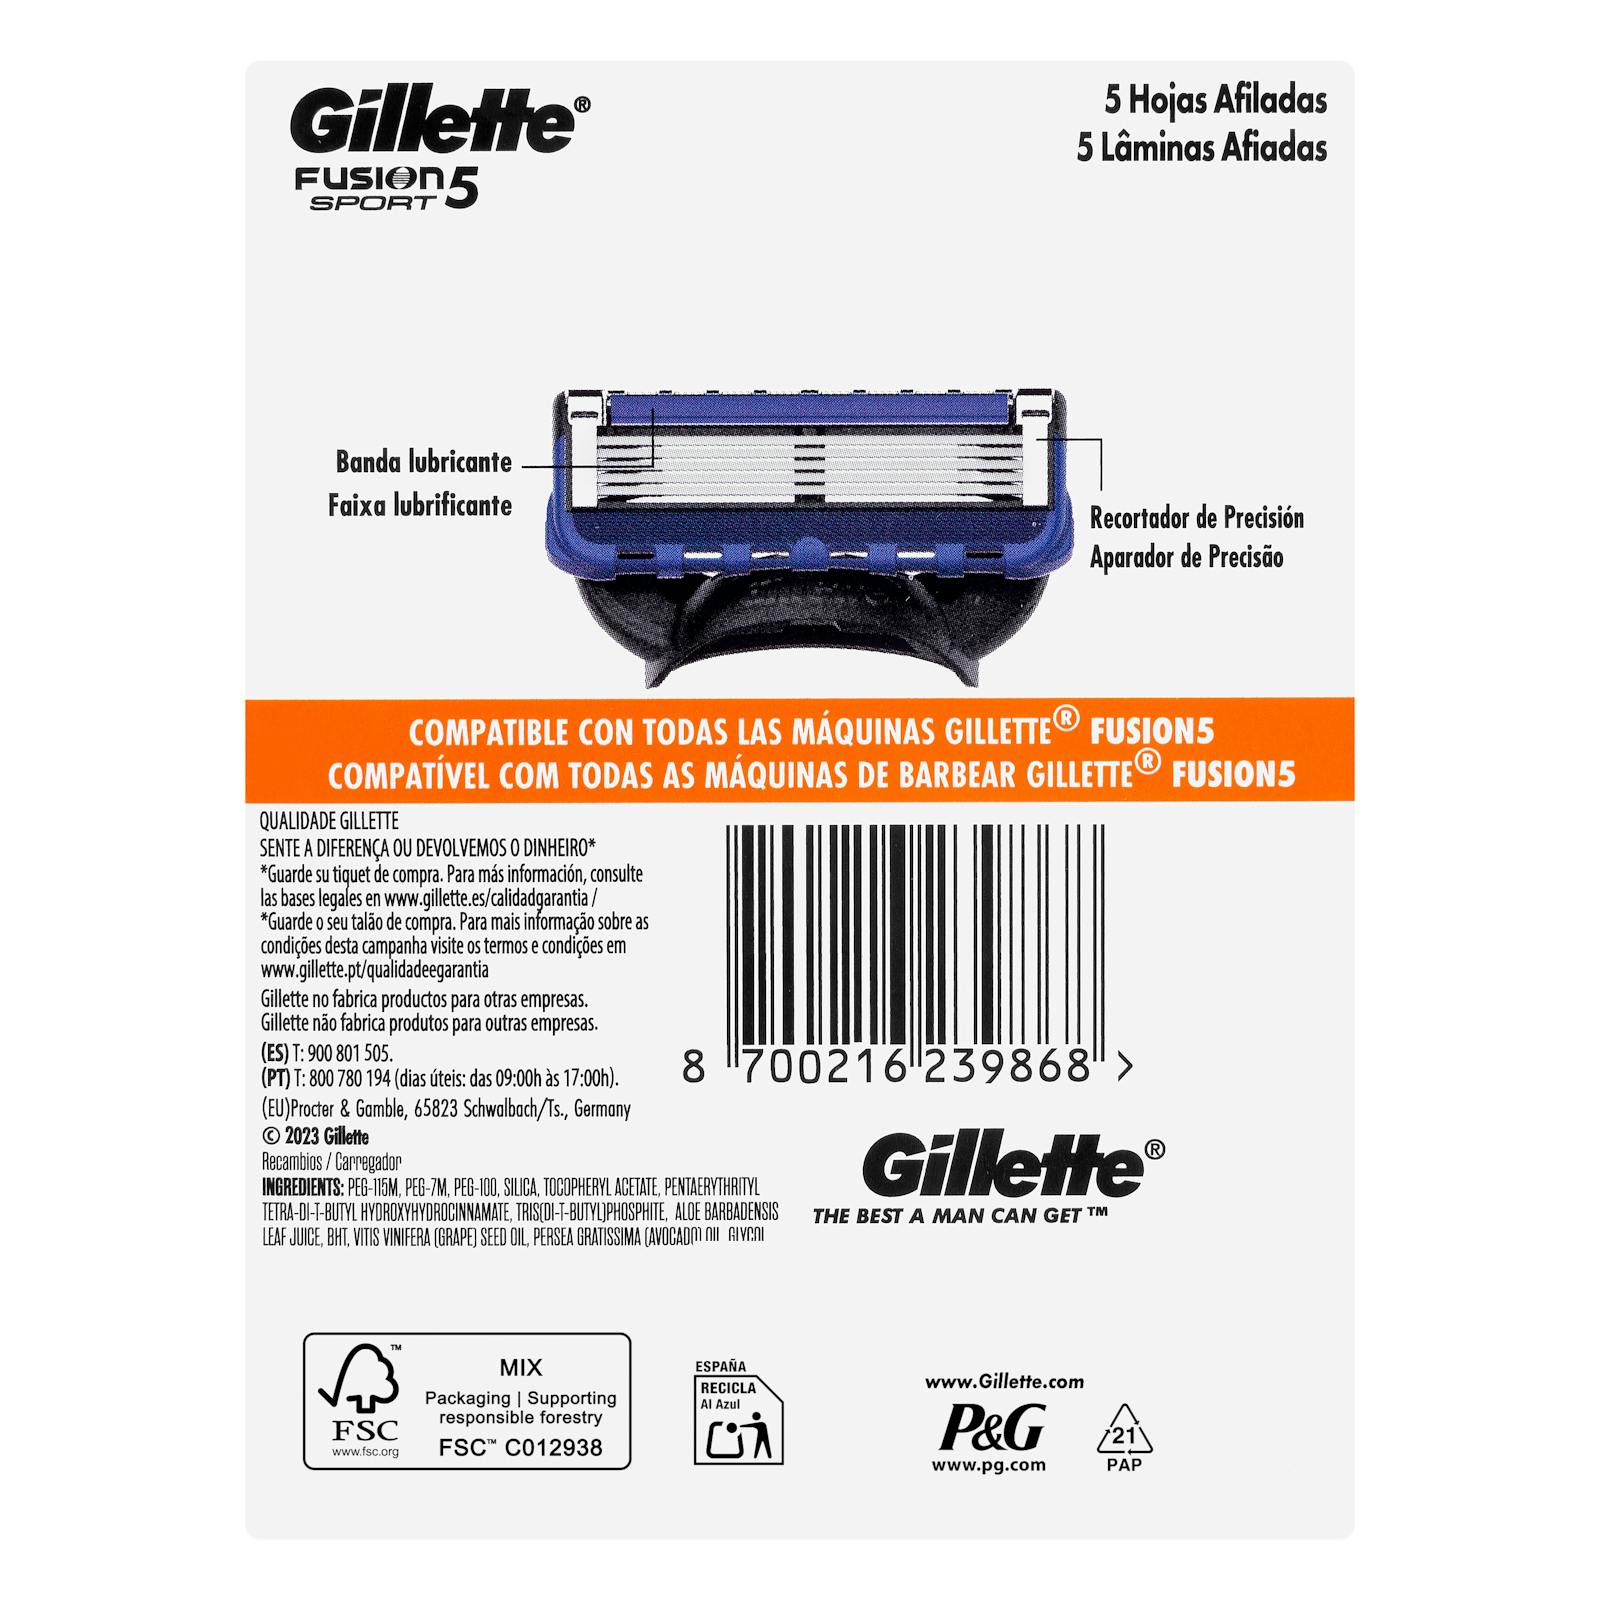 Gillette®
FUSION5
SPORT
5 Hojas Afiladas
5 Lâminas Afiadas
Banda lubricante
Faixa lubrificante
Recortador de Precisión
Aparador de Precisão
COMPATIBLE CON TODAS LAS MÁQUINAS GILLETTE® FUSION5
COMPATÍVEL COM TODAS AS MÁQUINAS DE BARBEAR GILLETTE® FUSION5
QUALIDADE GILLETTE
SENTE A DIFERENÇA OU DEVOLVEMOS O DINHEIRO*
*Guarde su tiquet de compra. Para más información, consulte
las bases legales en www.gillette.es/calidadgarantia /
*Guarde o seu talão de compra. Para mais informação sobre as
condições desta campanha visite os termos e condições em
www.gillette.pt/qualidadeegarantia
Gillette no fabrica productos para otras empresas.
Gillette não fabrica produtos para outras empresas.
(ES) T: 900 801 505.
(PT) T: 800 780 194 (dias úteis: das 09:00h às 17:00h).
(EU)Procter & Gamble, 65823 Schwalbach/Ts., Germany
© 2023 Gillette
Recambios / Carregador
INGREDIENTS: PEG-115M, PEG-7M, PEG-100, SILICA, TOCOPHERYL ACETATE, PENTAERYTHRITYL
TETRA-DI-T-BUTYL HYDROXYHYDROCINNAMATE, TRIS(DI-T-BUTYL)PHOSPHITE, ALOE BARBADENSIS
LEAF JUICE, BHT, VITIS VINIFERA (GRAPE) SEED OIL, PERSEA GRATISSIMA (AVOCADO) OIL, GLYCOL
8 700216 239868 >
Gillette®
THE BEST A MAN CAN GET™
FSC™
www.fsc.org
MIX
Packaging | Supporting
responsible forestry
FSC™ C012938
ESPAÑA
RECICLA
Al Azul
www.Gillette.com
P&G
www.pg.com
21
PAP